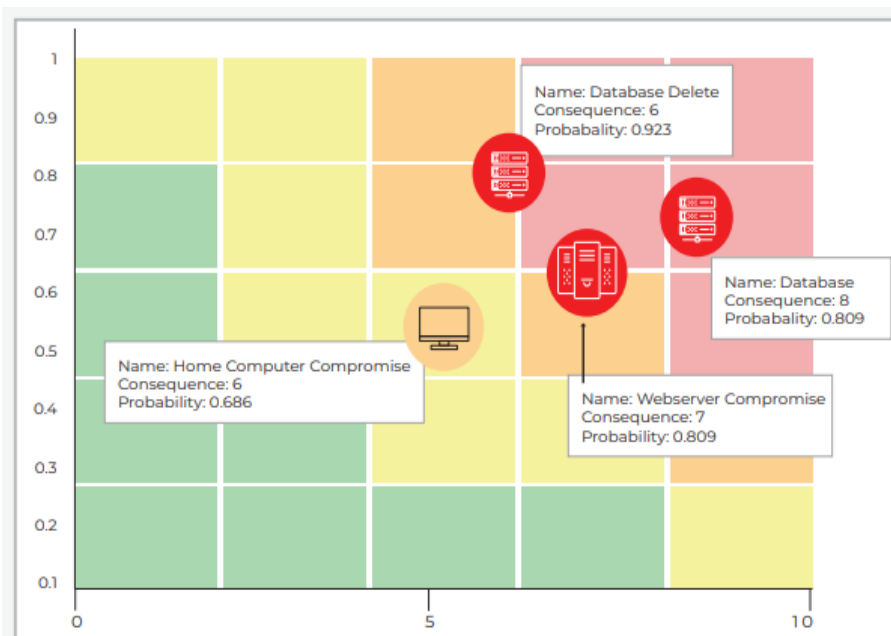 1
0.9
0.8
0.7
0.6
0.5
0.4
0.3
0.2
0.1
0
5
10
Name: Database Delete
Consequence: 6
Probabality: 0.923
Name: Database
Consequence: 8
Probabality: 0.809
Name: Home Computer Compromise
Consequence: 6
Probability: 0.686
Name: Webserver Compromise
Consequence: 7
Probability: 0.809